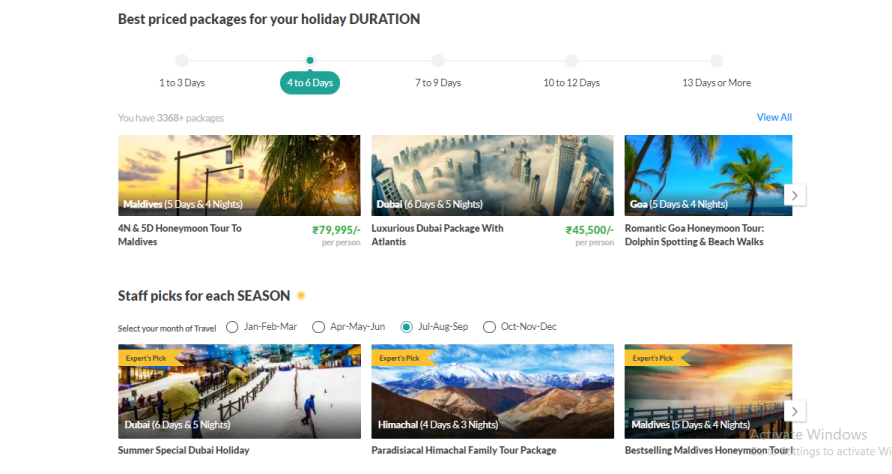 Best priced packages for your holiday DURATION
1 to 3 Days
4 to 6 Days
7 to 9 Days
10 to 12 Days
13 Days or More
You have 3368+ packages
View All
Maldives (5 Days & 4 Nights)
Dubai (6 Days & 5 Nights)
Goa (5 Days & 4 Nights)
4N & 5D Honeymoon Tour To
Maldives
₹79,995/-
per person
Luxurious Dubai Package With
Atlantis
₹45,500/-
per person
Romantic Goa Honeymoon Tour:
Dolphin Spotting & Beach Walks
Staff picks for each SEASON
Select your month of Travel
Jan-Feb-Mar
Apr-May-Jun
Jul-Aug-Sep
Oct-Nov-Dec
Expert's Pick
Expert's Pick
Expert's Pick
Dubai (6 Days & 5 Nights)
Himachal (4 Days & 3 Nights)
Maldives (5 Days & 4 Nights)
Activate Windows
Summer Special Dubai Holiday
Paradisiacal Himachal Family Tour Package
Bestselling Maldives Honeymoon Tour
Settings to activate Wi